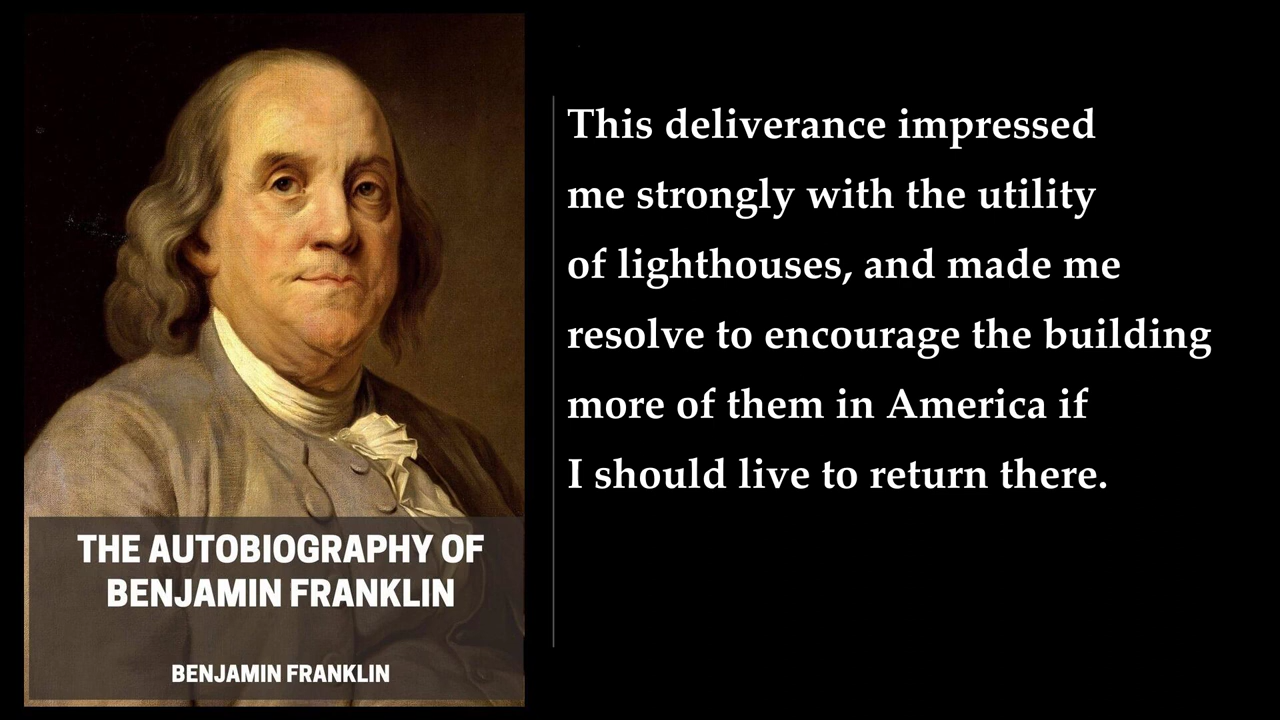 THE AUTOBIOGRAPHY OF
BENJAMIN FRANKLIN
BENJAMIN FRANKLIN
This deliverance impressed
me strongly with the utility
of lighthouses, and made me
resolve to encourage the building
more of them in America if
I should live to return there.